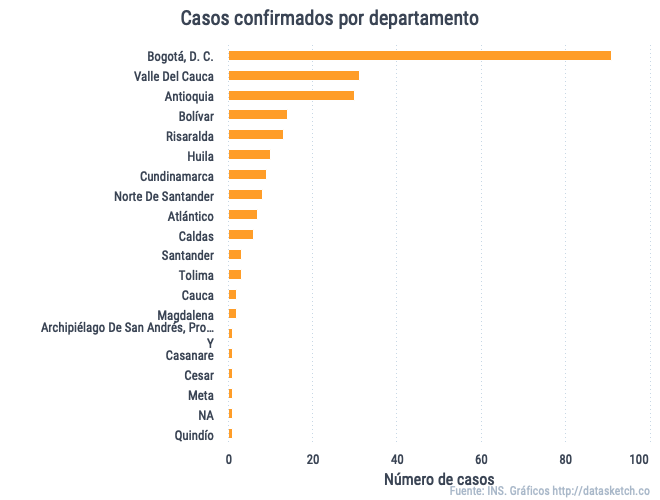 Casos confirmados por departamento
Bogotá, D. C.
Valle Del Cauca
Antioquia
Bolívar
Risaralda
Huila
Cundinamarca
Norte De Santander
Atlántico
Caldas
Santander
Tolima
Cauca
Magdalena
Archipiélago De San Andrés, Pro…
Y
Casanare
Cesar
Meta
NA
Quindío
0 20 40 60 80 100
Número de casos
Fuente: INS. Gráficos http://datasketch.co